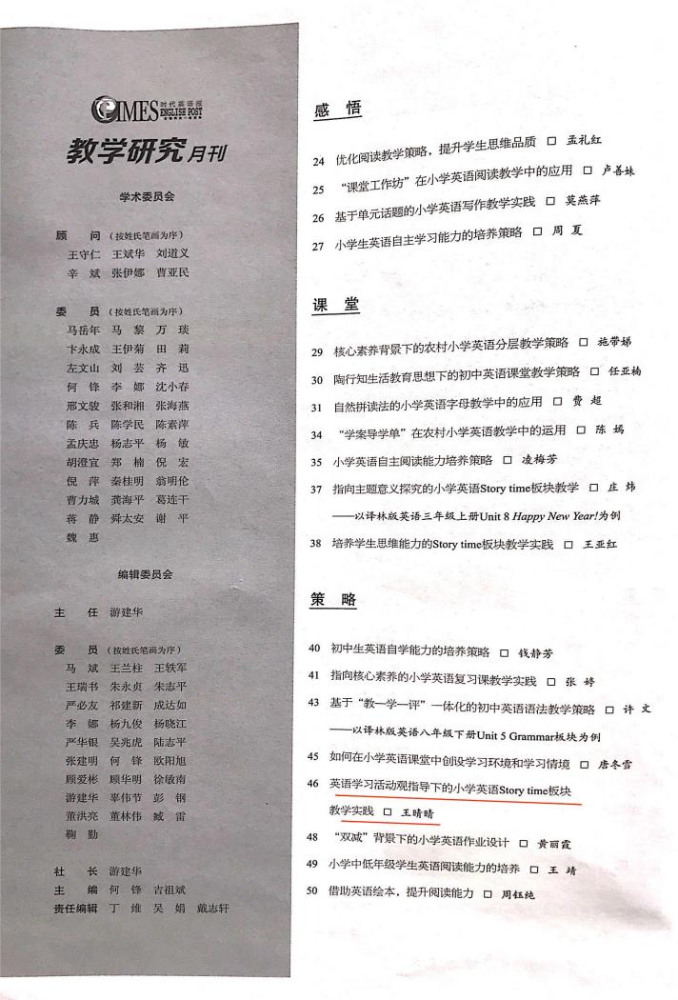 TIMES 时代英语报
ENGLISH POST
教学研究月刊
学术委员会
顾 问 （按姓氏笔画为序）
王守仁 王斌华 刘道义
辛 斌 张伊娜 曹亚民
委 员 （按姓氏笔画为序）
马岳年 马 黎 万 琰
卞永成 王伊菊 田 莉
左文山 刘 芸 齐 迅
何 锋 李 娜 沈小春
邢文骏 张和湘 张海燕
陈 兵 陈学民 陈素萍
孟庆忠 杨志平 杨 敏
胡澄宜 郑 楠 倪 宏
倪 萍 秦桂明 翁明伦
曹力城 龚海平 葛连干
蒋 静 舜太安 谢 平
魏 惠
编辑委员会
主 任 游建华
委 员 （按姓氏笔画为序）
马 斌 王兰柱 王轶军
王瑞书 朱永贞 朱志平
严必友 祁建新 成达如
李 娜 杨九俊 杨晓江
严华银 吴兆虎 陆志平
张建明 何 锋 欧阳旭
顾爱彬 顾华明 徐敏南
游建华 辜伟节 彭 钢
董洪亮 董林伟 臧 雷
鞠 勤
社 长 游建华
主 编 何 锋 吉祖斌
责任编辑 丁 维 吴 娟 戴志轩
感 悟
24 优化阅读教学策略，提升学生思维品质 □ 孟礼红
25 “课堂工作坊”在小学英语阅读教学中的应用 □ 卢善妹
26 基于单元话题的小学英语写作教学实践 □ 莫燕萍
27 小学生英语自主学习能力的培养策略 □ 周 夏
课 堂
29 核心素养背景下的农村小学英语分层教学策略 □ 施带娣
30 陶行知生活教育思想下的初中英语课堂教学策略 □ 任亚楠
31 自然拼读法的小学英语字母教学中的应用 □ 费 超
34 “学案导学单”在农村小学英语教学中的运用 □ 陈 嫣
35 小学英语自主阅读能力培养策略 □ 凌梅芳
37 指向主题意义探究的小学英语Story time板块教学 □ 庄 炜
——以译林版英语三年级上册Unit 8 Happy New Year!为例
38 培养学生思维能力的Story time板块教学实践 □ 王亚红
策 略
40 初中生英语自学能力的培养策略 □ 钱静芳
41 指向核心素养的小学英语复习课教学实践 □ 张 婷
43 基于“教—学—评”一体化的初中英语语法教学策略 □ 许 文
——以译林版英语八年级下册Unit 5 Grammar板块为例
45 如何在小学英语课堂中创设学习环境和学习情境 □ 唐冬雪
46 英语学习活动观指导下的小学英语Story time板块
教学实践 □ 王晴晴
48 “双减”背景下的小学英语作业设计 □ 黄丽霞
49 小学中低年级学生英语阅读能力的培养 □ 王 靖
50 借助英语绘本，提升阅读能力 □ 周钰纯